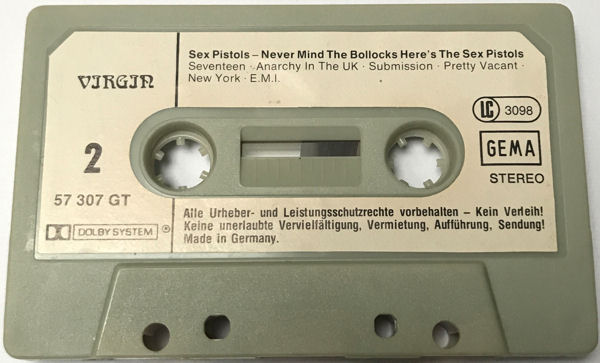 Sex Pistols – Never Mind The Bollocks Here's The Sex Pistols
Seventeen · Anarchy In The UK · Submission · Pretty Vacant ·
New York · E.M.I.
VIRGIN
LC 3098
GEMA
STEREO
2
57 307 GT
DOLBY SYSTEM ®
Alle Urheber- und Leistungsschutzrechte vorbehalten – Kein Verleih!
Keine unerlaubte Vervielfältigung, Vermietung, Aufführung, Sendung!
Made in Germany.